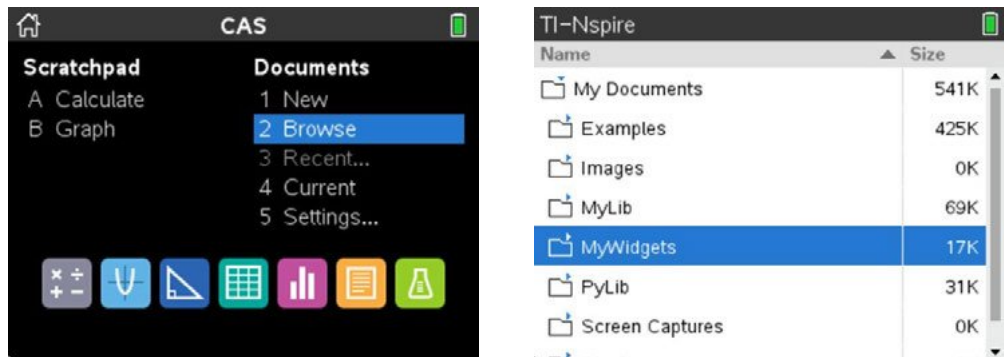 CAS
Scratchpad
A Calculate
B Graph
Documents
1 New
2 Browse
3 Recent...
4 Current
5 Settings...
TI-Nspire
Name Size
My Documents 541K
Examples 425K
Images 0K
MyLib 69K
MyWidgets 17K
PyLib 31K
Screen Captures 0K